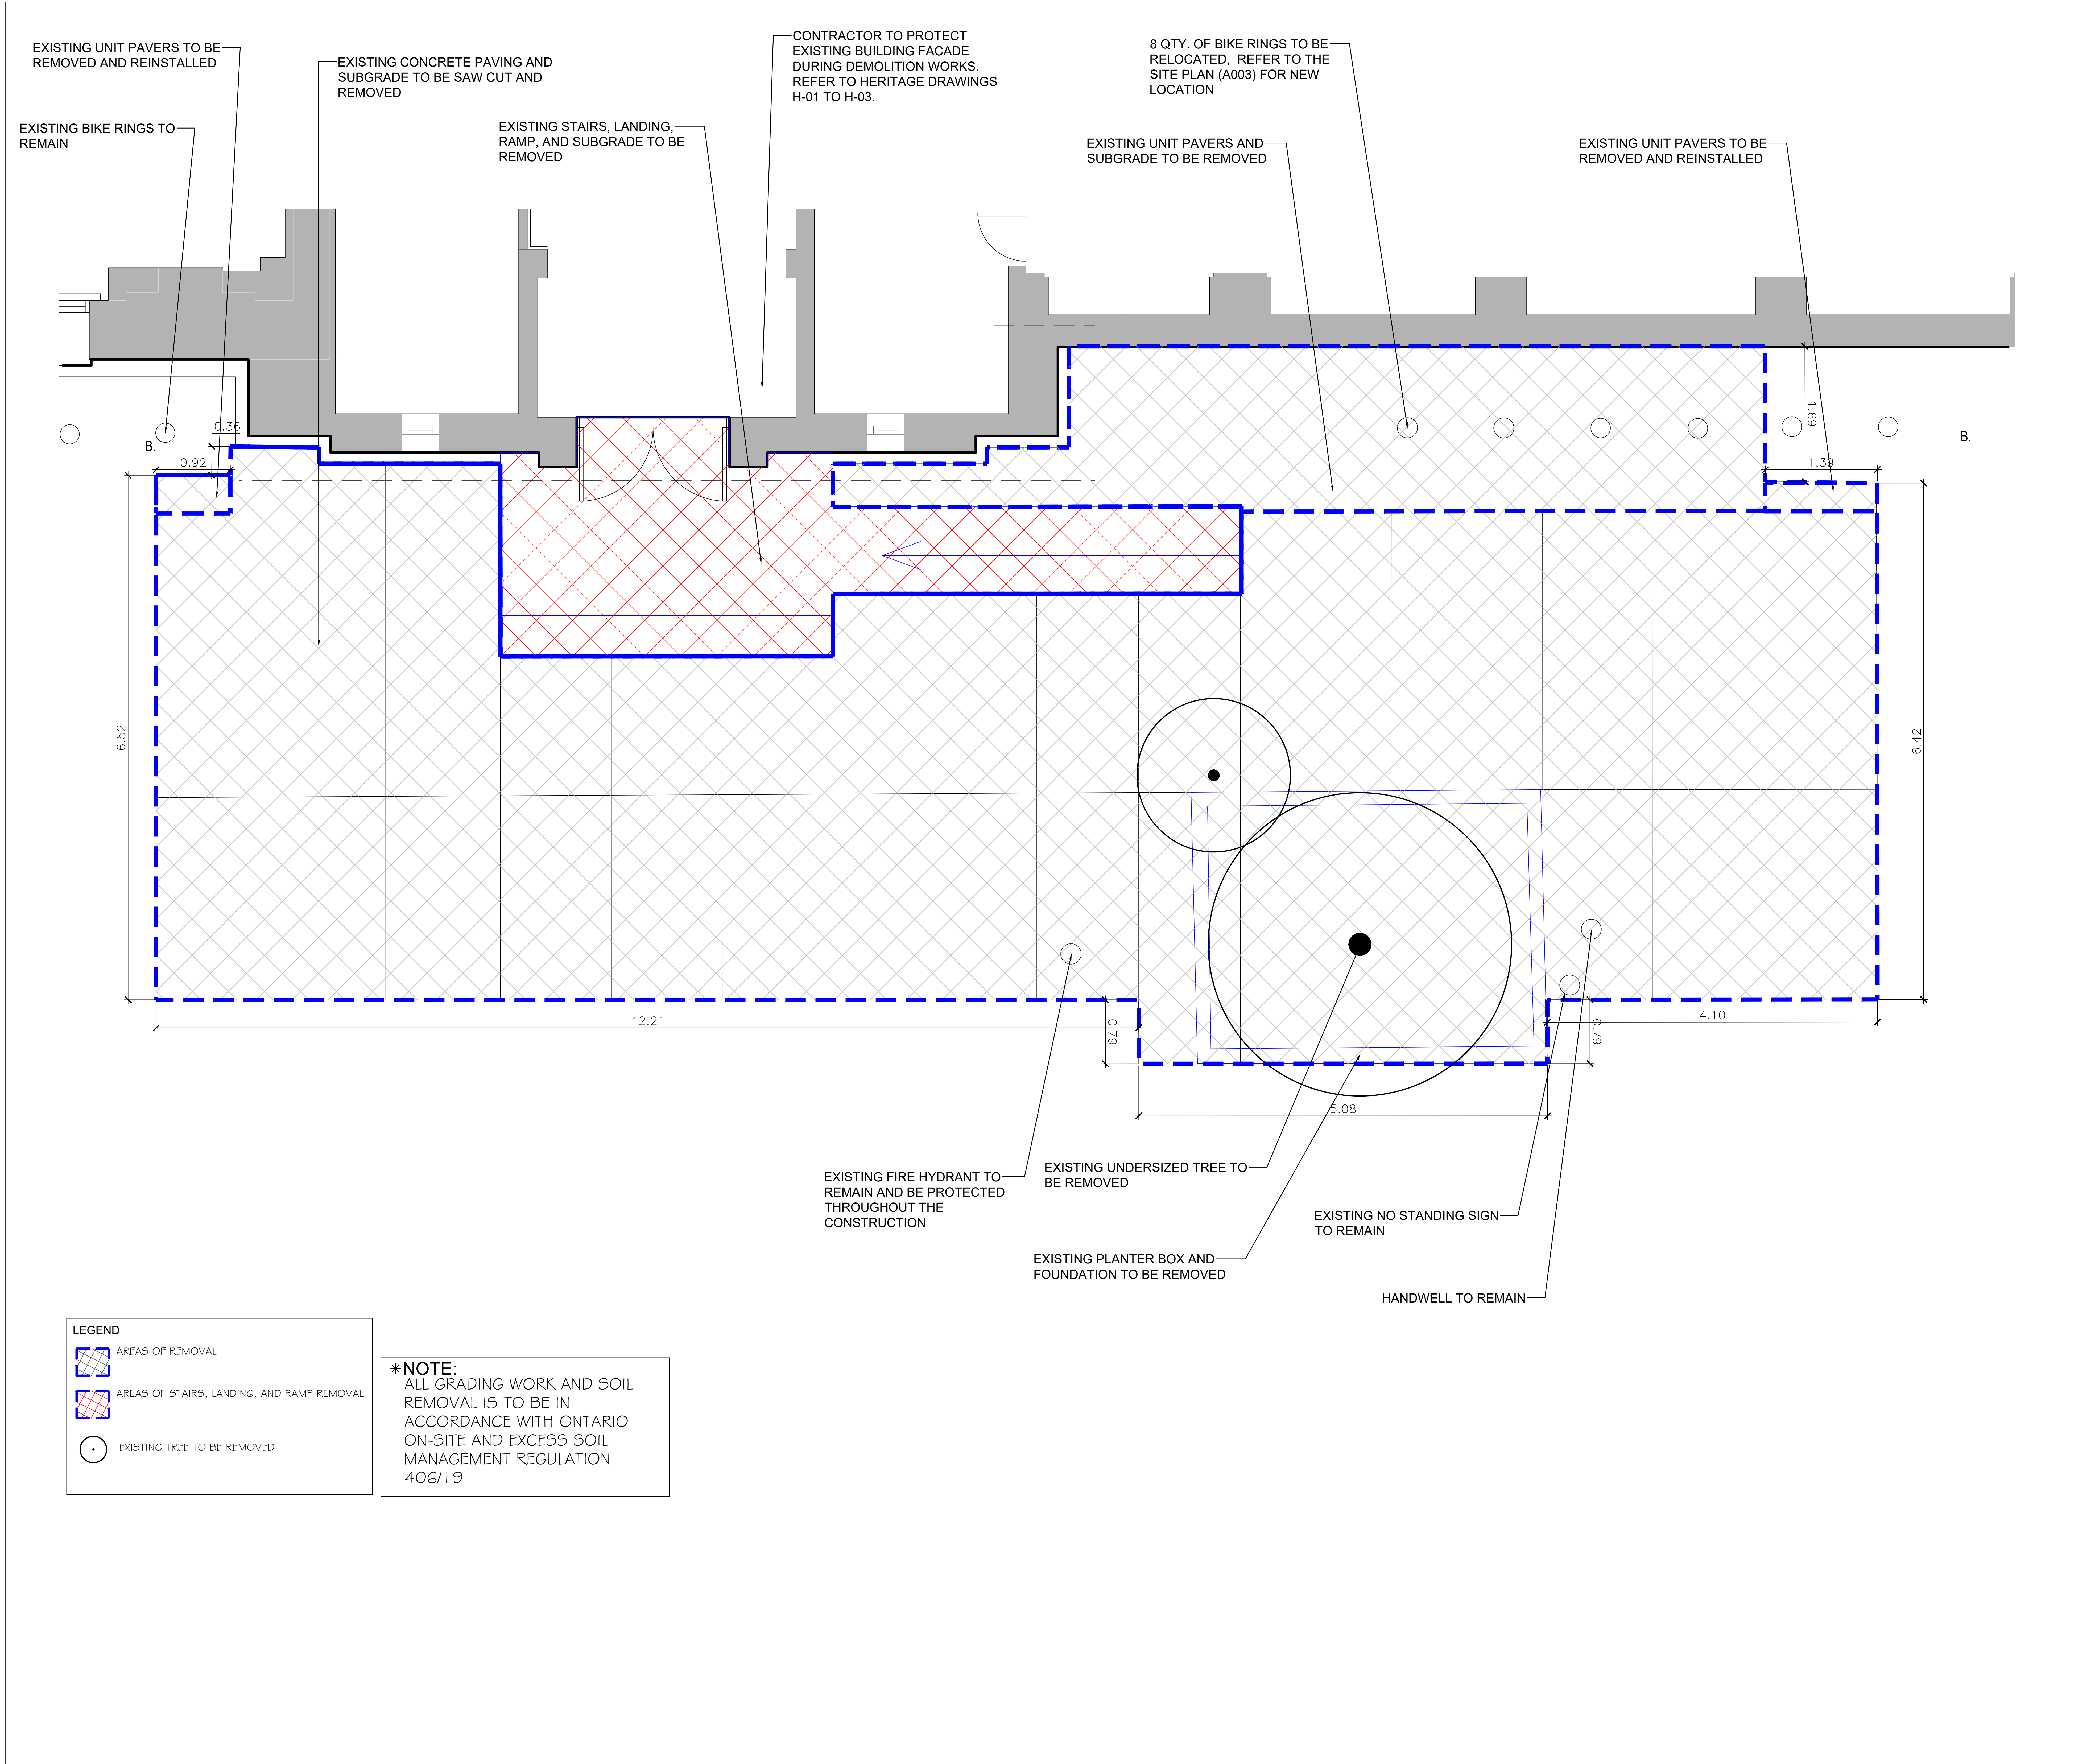 EXISTING UNIT PAVERS TO BE
REMOVED AND REINSTALLED
EXISTING CONCRETE PAVING AND
SUBGRADE TO BE SAW CUT AND
REMOVED
CONTRACTOR TO PROTECT
EXISTING BUILDING FACADE
DURING DEMOLITION WORKS.
REFER TO HERITAGE DRAWINGS
H-01 TO H-03.
8 QTY. OF BIKE RINGS TO BE
RELOCATED, REFER TO THE
SITE PLAN (A003) FOR NEW
LOCATION
EXISTING BIKE RINGS TO
REMAIN
EXISTING STAIRS, LANDING,
RAMP, AND SUBGRADE TO BE
REMOVED
EXISTING UNIT PAVERS AND
SUBGRADE TO BE REMOVED
EXISTING UNIT PAVERS TO BE
REMOVED AND REINSTALLED
0.36
B.
0.92
1.69
B.
1.39
6.52
6.42
12.21
0.79
0.79
4.10
5.08
EXISTING FIRE HYDRANT TO
REMAIN AND BE PROTECTED
THROUGHOUT THE
CONSTRUCTION
EXISTING UNDERSIZED TREE TO
BE REMOVED
EXISTING NO STANDING SIGN
TO REMAIN
EXISTING PLANTER BOX AND
FOUNDATION TO BE REMOVED
HANDWELL TO REMAIN
LEGEND
AREAS OF REMOVAL
AREAS OF STAIRS, LANDING, AND RAMP REMOVAL
EXISTING TREE TO BE REMOVED
*NOTE:
ALL GRADING WORK AND SOIL
REMOVAL IS TO BE IN
ACCORDANCE WITH ONTARIO
ON-SITE AND EXCESS SOIL
MANAGEMENT REGULATION
406/19